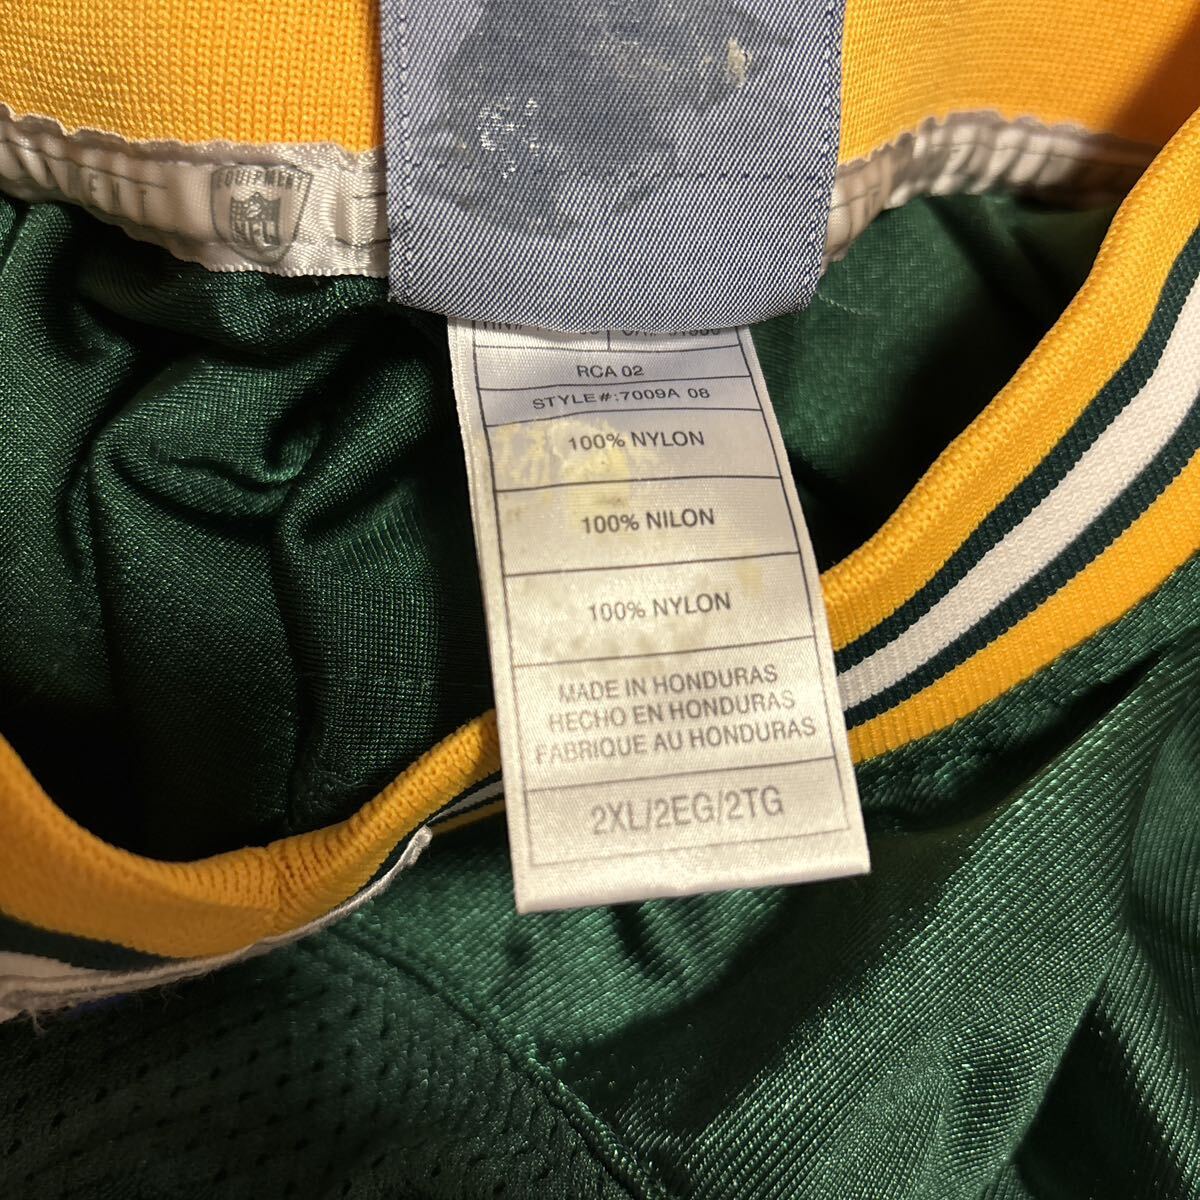 MENT
EQUIPMENT
NFL
RCA 02
STYLE#:7009A 08
100% NYLON
100% NILON
100% NYLON
MADE IN HONDURAS
HECHO EN HONDURAS
FABRIQUE AU HONDURAS
2XL/2EG/2TG